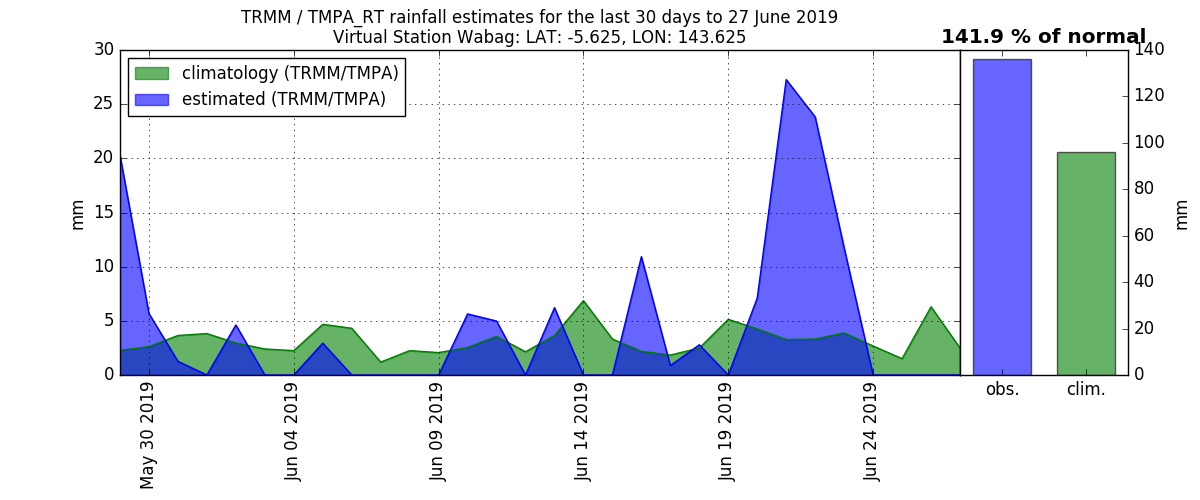 TRMM / TMPA_RT rainfall estimates for the last 30 days to 27 June 2019
Virtual Station Wabag: LAT: -5.625, LON: 143.625
141.9 % of normal
climatology (TRMM/TMPA)
estimated (TRMM/TMPA)
mm
30
25
20
15
10
5
0
May 30 2019
Jun 04 2019
Jun 09 2019
Jun 14 2019
Jun 19 2019
Jun 24 2019
obs.
clim.
140
120
100
80
60
40
20
0
mm